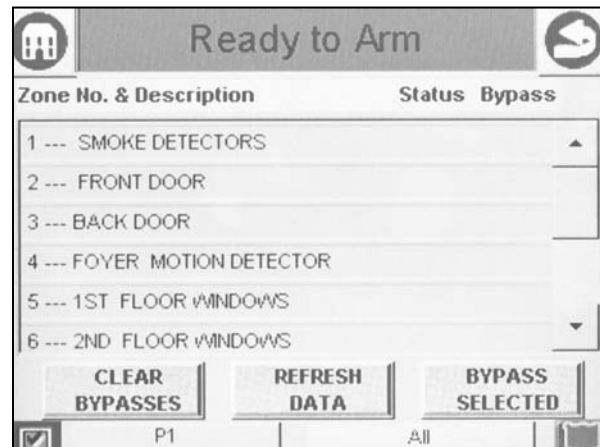 Ready to Arm
Zone No. & Description Status Bypass
1 --- SMOKE DETECTORS
2 --- FRONT DOOR
3 --- BACK DOOR
4 --- FOYER MOTION DETECTOR
5 --- 1ST FLOOR WINDOWS
6 --- 2ND FLOOR WINDOWS
CLEAR BYPASSES
REFRESH DATA
BYPASS SELECTED
P1 All